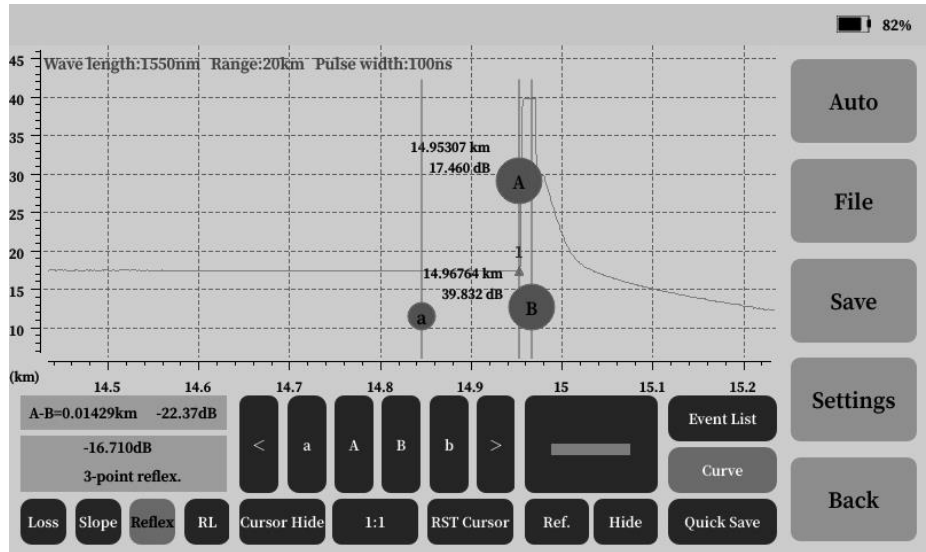 82%
Wave length:1550nm Range:20km Pulse width:100ns
45
40
35
30
25
20
15
10
14.95307 km
17.460 dB
A
1
14.96764 km
39.832 dB
a
B
(km)
14.5 14.6 14.7 14.8 14.9 15 15.1 15.2
A-B=0.01429km -22.37dB
-16.710dB
3-point reflex.
< a A B b >
Event List
Curve
Loss Slope Reflex RL Cursor Hide 1:1 RST Cursor Ref. Hide Quick Save
Auto
File
Save
Settings
Back